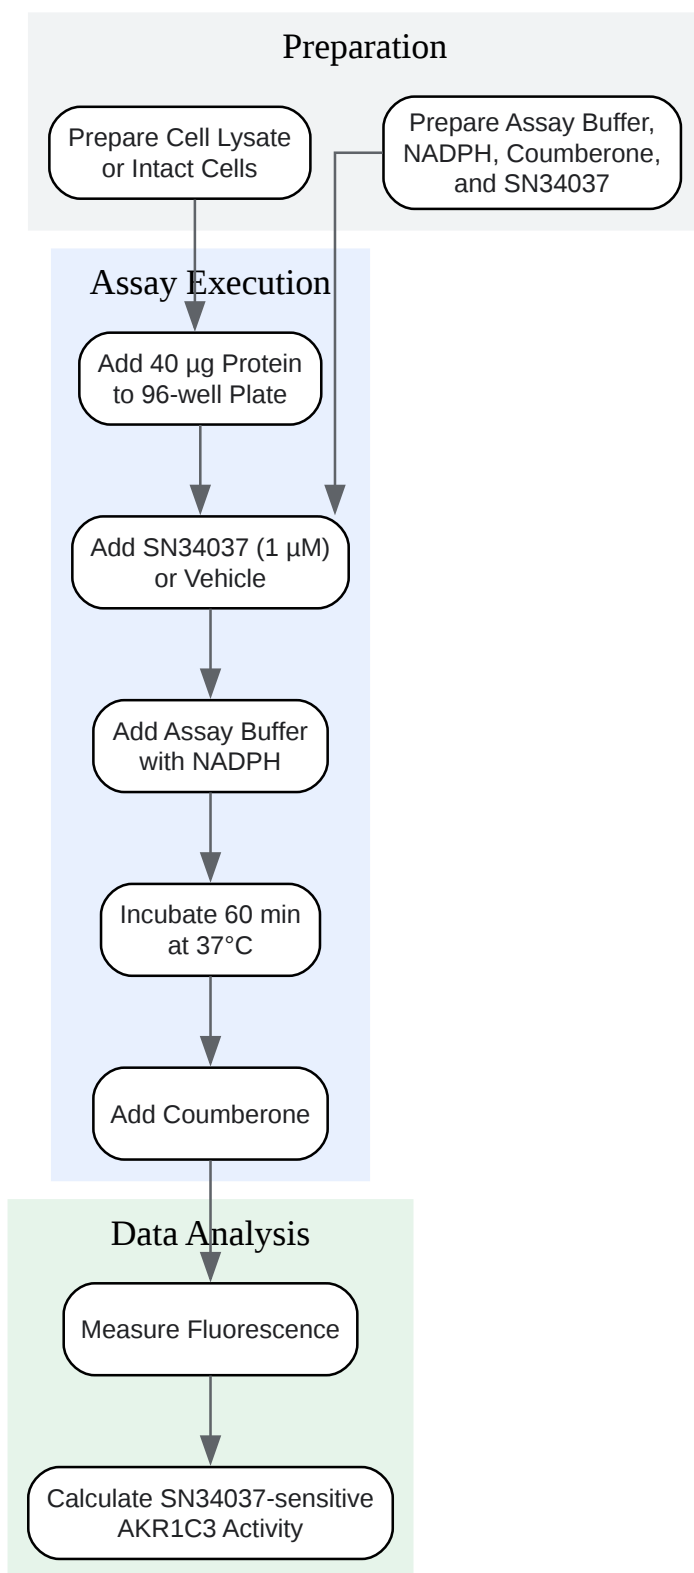 Preparation
Prepare Cell Lysate
or Intact Cells
Prepare Assay Buffer,
NADPH, Coumberone,
and SN34037
Assay Execution
Add 40 µg Protein
to 96-well Plate
Add SN34037 (1 µM)
or Vehicle
Add Assay Buffer
with NADPH
Incubate 60 min
at 37°C
Add Coumberone
Data Analysis
Measure Fluorescence
Calculate SN34037-sensitive
AKR1C3 Activity